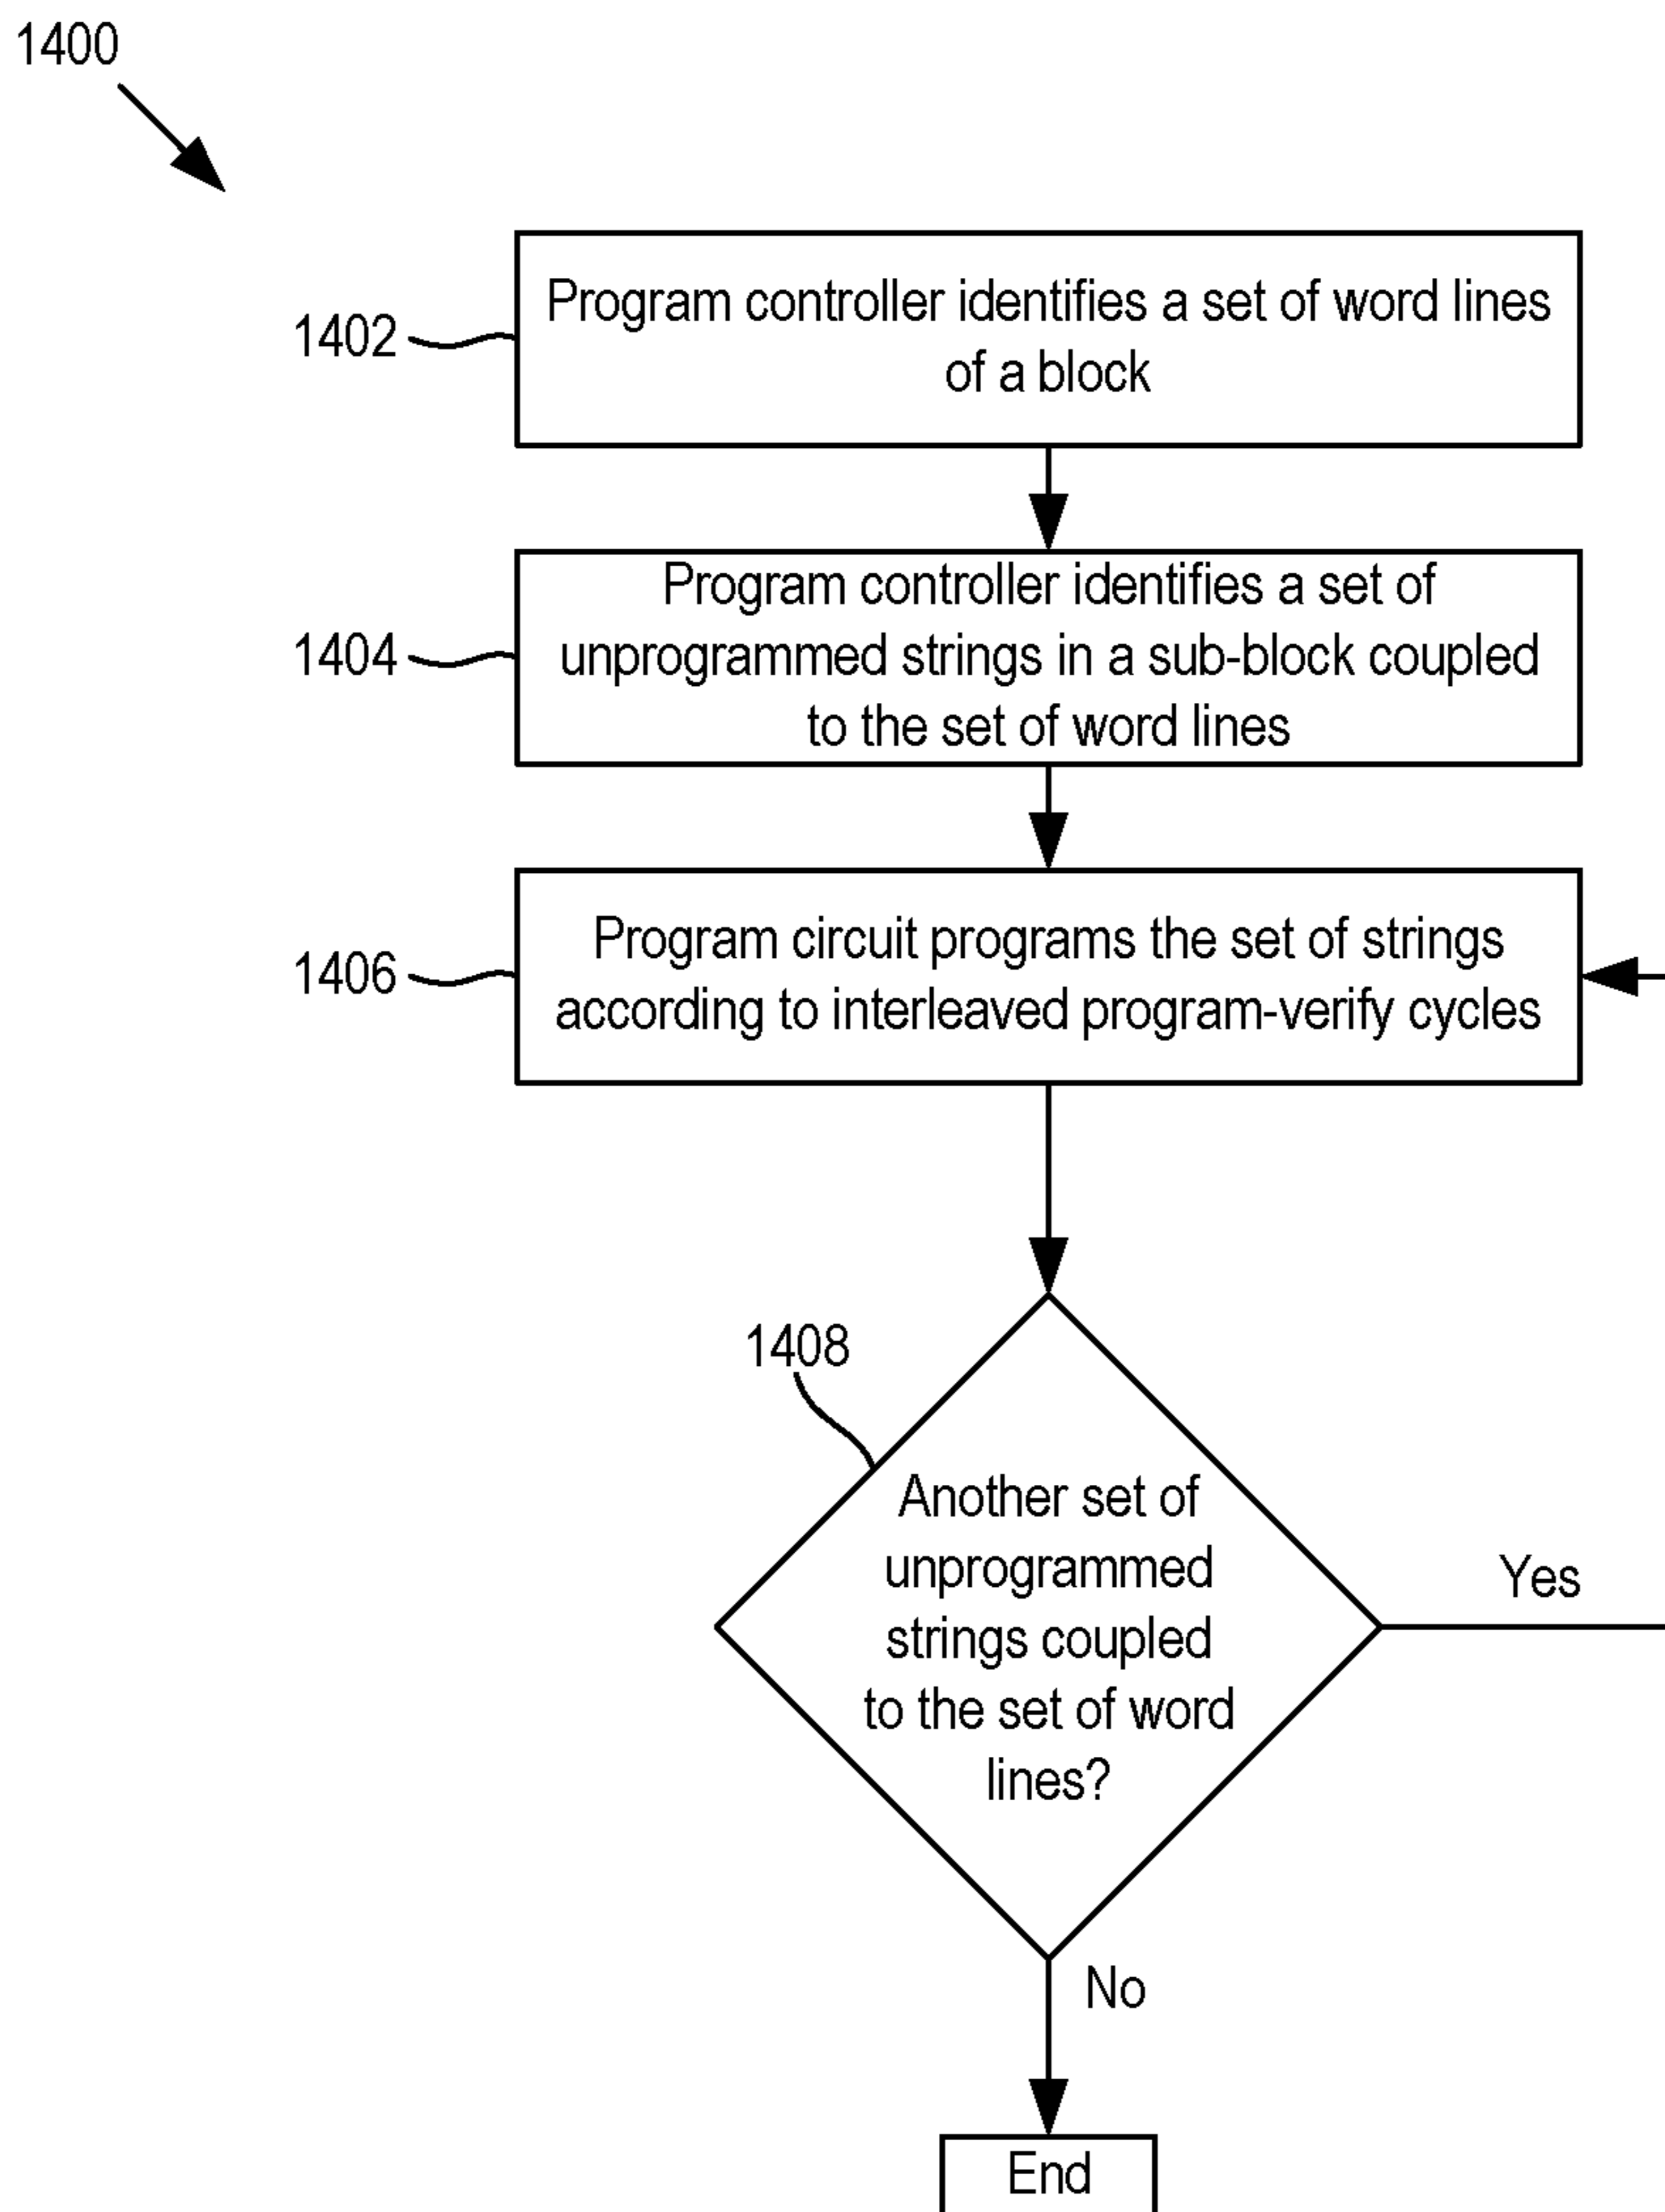 1400
1402
Program controller identifies a set of word lines
of a block
1404
Program controller identifies a set of
unprogrammed strings in a sub-block coupled
to the set of word lines
1406
Program circuit programs the set of strings
according to interleaved program-verify cycles
1408
Another set of
unprogrammed
strings coupled
to the set of word
lines?
Yes
No
End